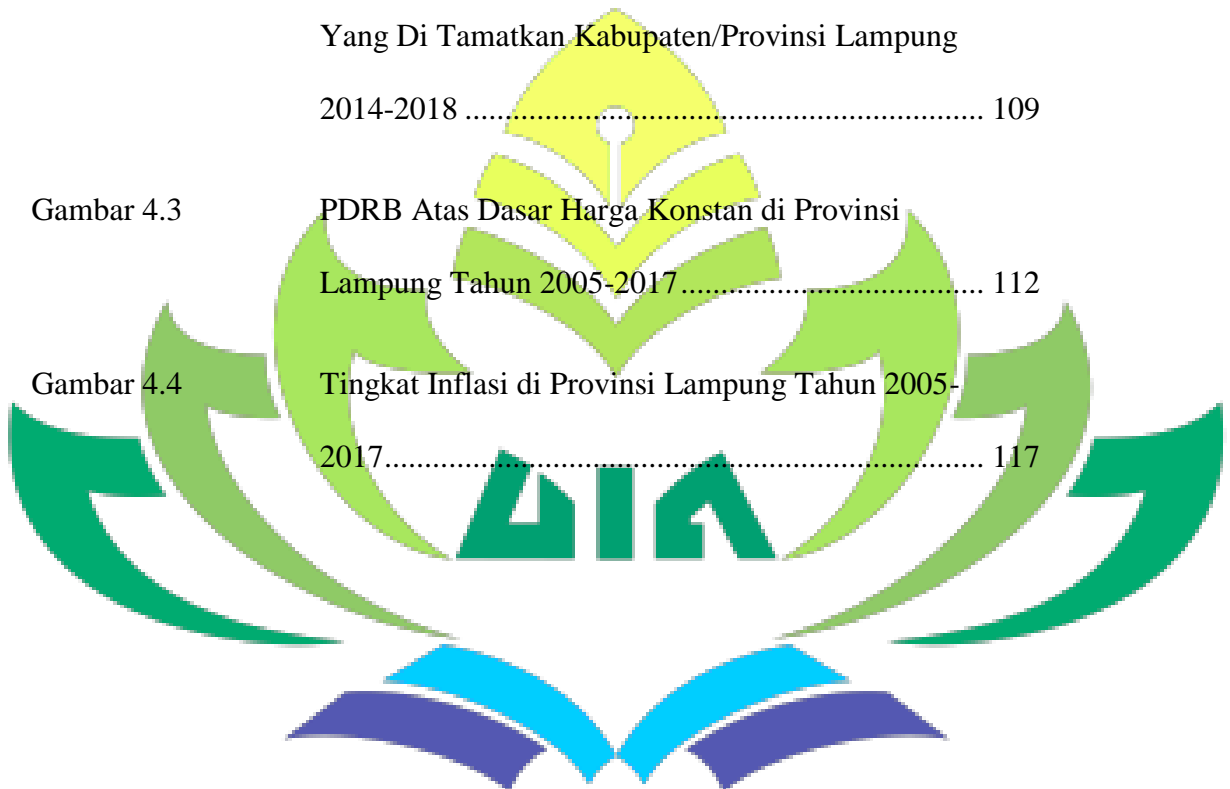 Yang Di Tamatkan Kabupaten/Provinsi Lampung
2014-2018 .................................................................. 109
Gambar 4.3 PDRB Atas Dasar Harga Konstan di Provinsi
Lampung Tahun 2005-2017....................................... 112
Gambar 4.4 Tingkat Inflasi di Provinsi Lampung Tahun 2005-
2017............................................................................ 117
UIN